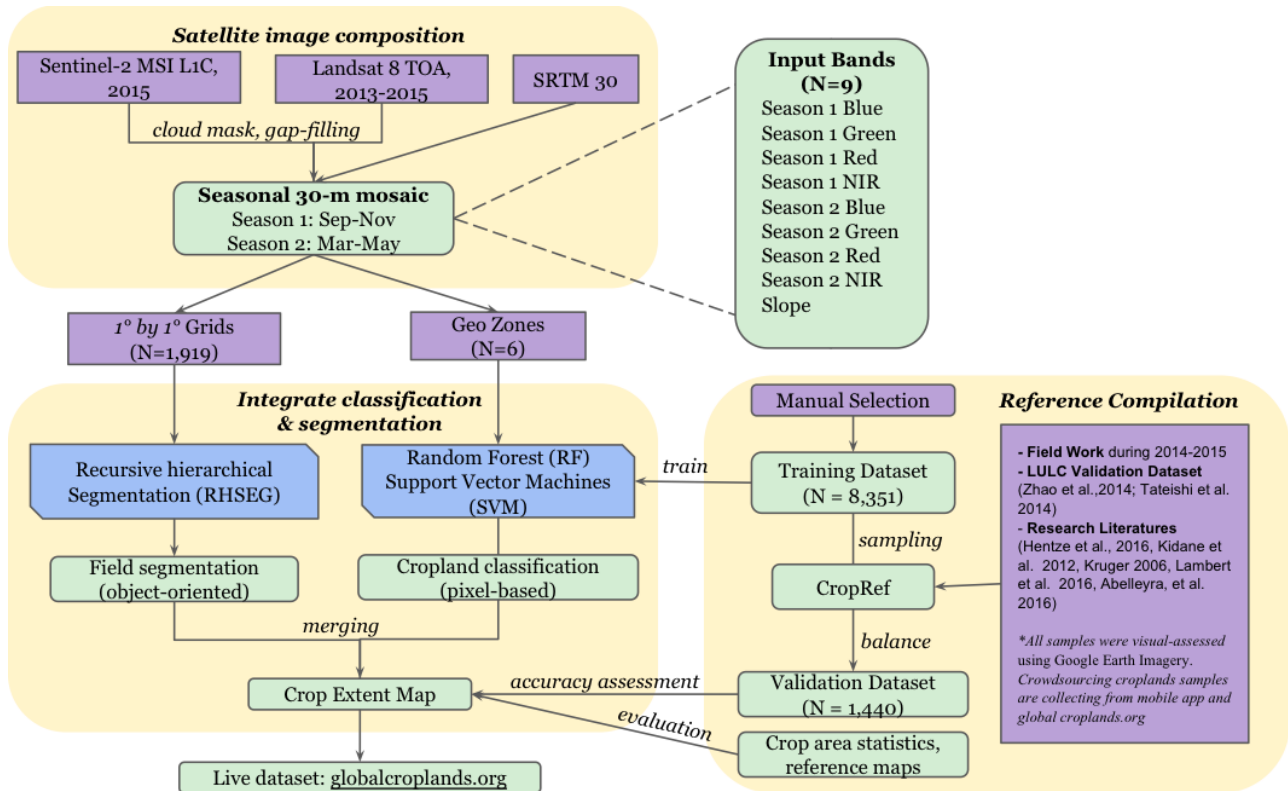 Satellite image composition
Sentinel-2 MSI L1C,
2015
Landsat 8 TOA,
2013-2015
SRTM 30
cloud mask, gap-filling
Seasonal 30-m mosaic
Season 1: Sep-Nov
Season 2: Mar-May
Input Bands
(N=9)
Season 1 Blue
Season 1 Green
Season 1 Red
Season 1 NIR
Season 2 Blue
Season 2 Green
Season 2 Red
Season 2 NIR
Slope
1° by 1° Grids
(N=1,919)
Geo Zones
(N=6)
Integrate classification
& segmentation
Recursive hierarchical
Segmentation (RHSEG)
Random Forest (RF)
Support Vector Machines
(SVM)
Field segmentation
(object-oriented)
Cropland classification
(pixel-based)
merging
Crop Extent Map
Live dataset: globalcroplands.org
train
accuracy assessment
evaluation
Manual Selection
Reference Compilation
Training Dataset
(N = 8,351)
sampling
CropRef
balance
Validation Dataset
(N = 1,440)
Crop area statistics,
reference maps
- Field Work during 2014-2015
- LULC Validation Dataset
(Zhao et al.,2014; Tateishi et al.
2014)
- Research Literatures
(Hentze et al., 2016, Kidane et
al. 2012, Kruger 2006, Lambert
et al. 2016, Abelleyra, et al.
2016)
*All samples were visual-assessed
using Google Earth Imagery.
Crowdsourcing croplands samples
are collecting from mobile app and
global croplands.org